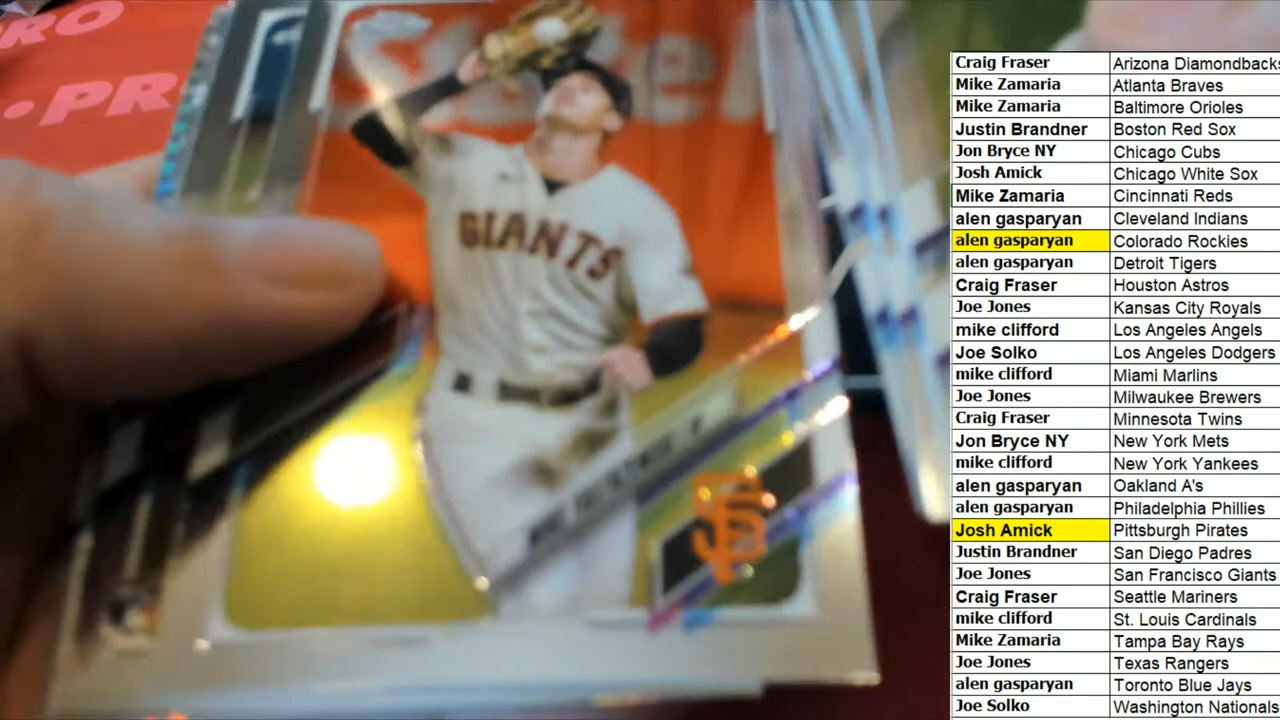 RO
·PRO
GIANTS
SF
Craig Fraser Arizona Diamondbacks
Mike Zamaria Atlanta Braves
Mike Zamaria Baltimore Orioles
Justin Brandner Boston Red Sox
Jon Bryce NY Chicago Cubs
Josh Amick Chicago White Sox
Mike Zamaria Cincinnati Reds
alen gasparyan Cleveland Indians
alen gasparyan Colorado Rockies
alen gasparyan Detroit Tigers
Craig Fraser Houston Astros
Joe Jones Kansas City Royals
mike clifford Los Angeles Angels
Joe Solko Los Angeles Dodgers
mike clifford Miami Marlins
Joe Jones Milwaukee Brewers
Craig Fraser Minnesota Twins
Jon Bryce NY New York Mets
mike clifford New York Yankees
alen gasparyan Oakland A's
alen gasparyan Philadelphia Phillies
Josh Amick Pittsburgh Pirates
Justin Brandner San Diego Padres
Joe Jones San Francisco Giants
Craig Fraser Seattle Mariners
mike clifford St. Louis Cardinals
Mike Zamaria Tampa Bay Rays
Joe Jones Texas Rangers
alen gasparyan Toronto Blue Jays
Joe Solko Washington Nationals